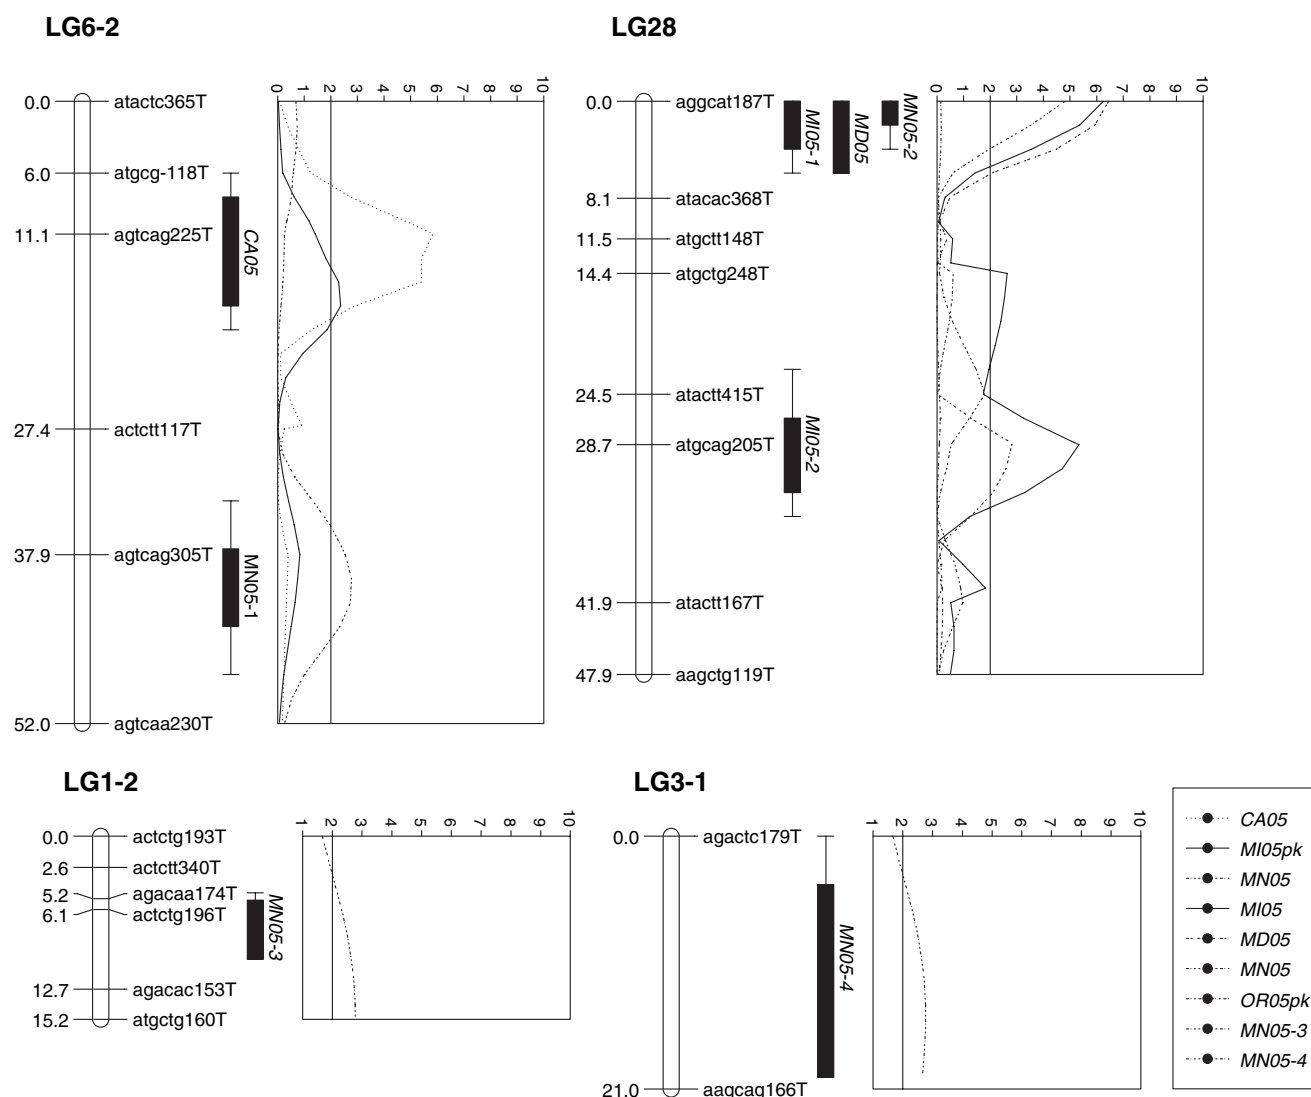 LG6-2
0.0 atactc365T
6.0 atgcg-118T
11.1 agtcag225T
27.4 actctt117T
37.9 agtcag305T
52.0 agtcaa230T
CA05
MN05-1
0 1 2 3 4 5 6 7 8 9 10
LG28
0.0 aggcat187T
8.1 atacac368T
11.5 atgctt148T
14.4 atgctg248T
24.5 atactt415T
28.7 atgcag205T
41.9 atactt167T
47.9 aagctg119T
MI05-1
MD05
MN05-2
MI05-2
0 1 2 3 4 5 6 7 8 9 10
LG1-2
0.0 actctg193T
2.6 actctt340T
5.2 agacaa174T
6.1 actctg196T
12.7 agacac153T
15.2 atgctg160T
MN05-3
1 2 3 4 5 6 7 8 9 10
LG3-1
0.0 agactc179T
21.0 aagcag166T
MN05-4
1 2 3 4 5 6 7 8 9 10
CA05
MI05pk
MN05
MI05
MD05
MN05
OR05pk
MN05-3
MN05-4